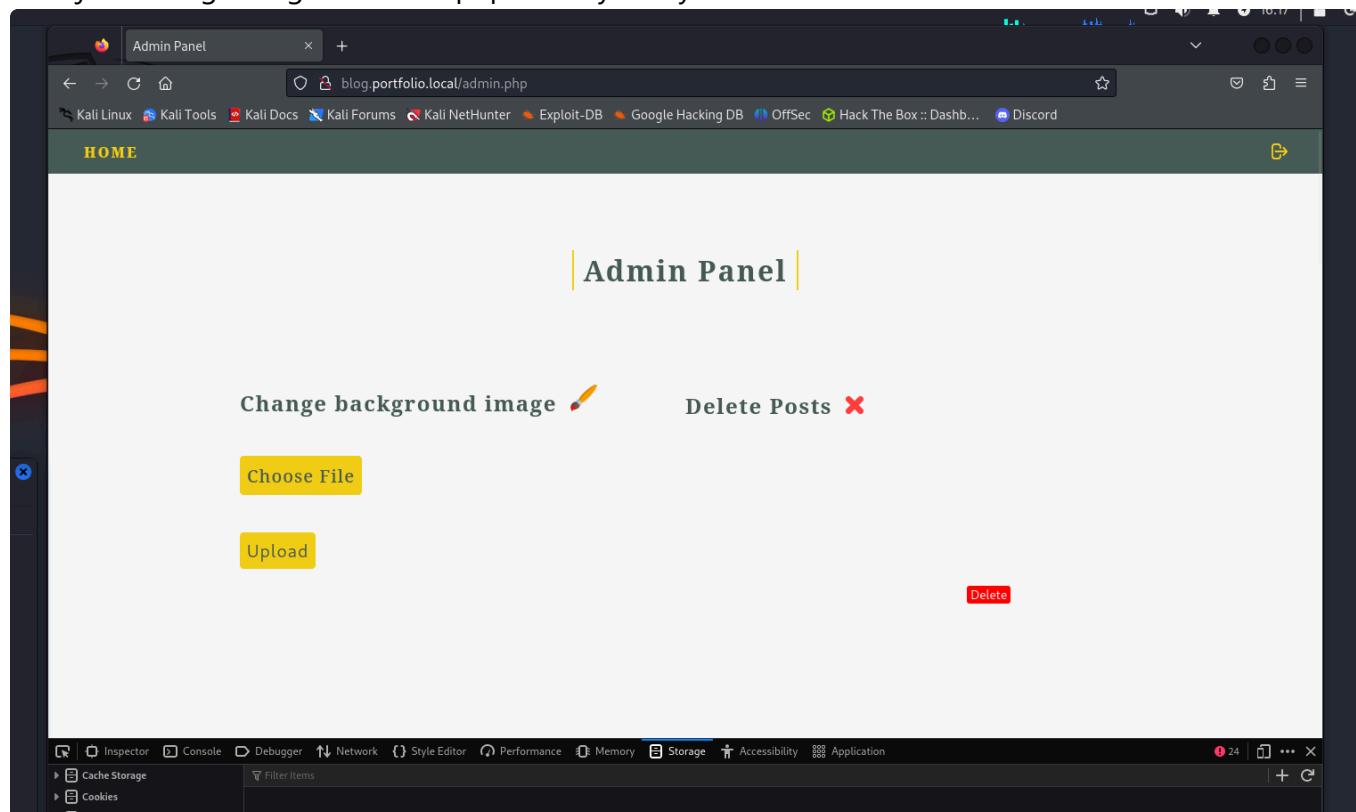 16:17
Admin Panel
blog.portfolio.local/admin.php
Kali Linux Kali Tools Kali Docs Kali Forums Kali NetHunter Exploit-DB Google Hacking DB OffSec Hack The Box :: Dashb... Discord
HOME
Admin Panel
Change background image
Delete Posts
Choose File
Upload
Delete
Inspector Console Debugger Network Style Editor Performance Memory Storage Accessibility Application 24
Cache Storage Filter Items
Cookies